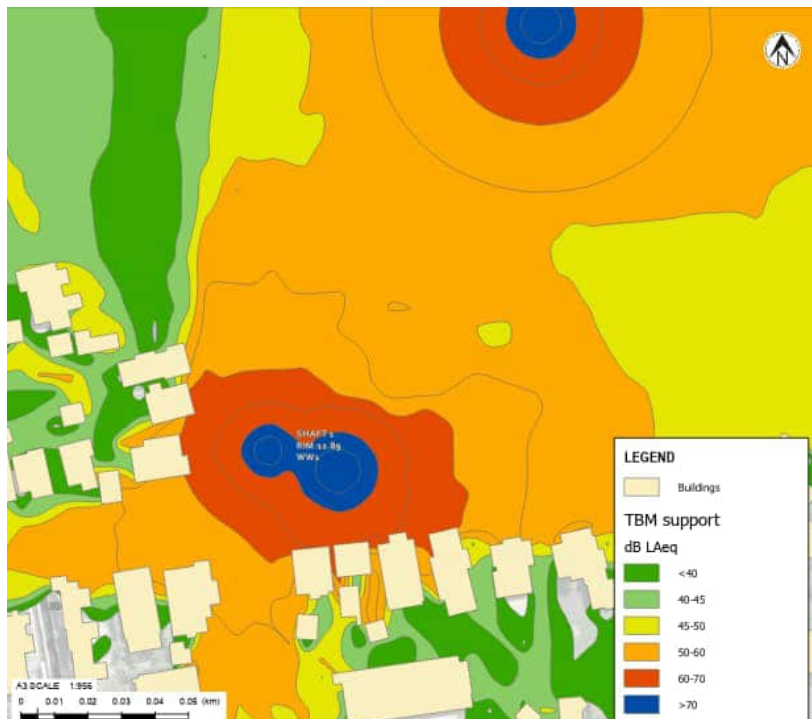 N
SHAFT 1
RIM:12.89
WW1
LEGEND
Buildings
TBM support
dB LAeq
<40
40-45
45-50
50-60
60-70
>70
A3 SCALE 1:956
0 0.01 0.02 0.03 0.04 0.05 (km)